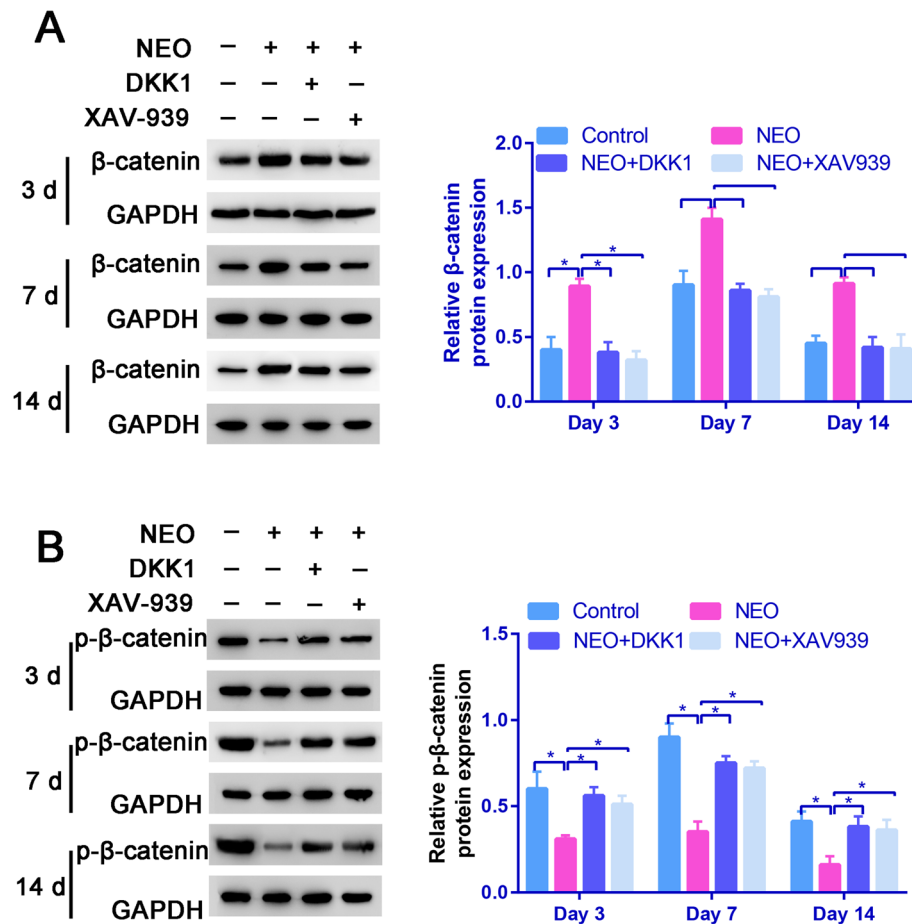 A
NEO − + + +
DKK1 − − + −
XAV-939 − − − +
3 d
β-catenin
GAPDH
7 d
β-catenin
GAPDH
14 d
β-catenin
GAPDH
Relative β-catenin
protein expression
2.0
1.5
1.0
0.5
0.0
Control NEO
NEO+DKK1 NEO+XAV939
* * *
Day 3 Day 7 Day 14
B
NEO − + + +
DKK1 − − + −
XAV-939 − − − +
3 d
p-β-catenin
GAPDH
7 d
p-β-catenin
GAPDH
14 d
p-β-catenin
GAPDH
Relative p-β-catenin
protein expression
1.5
1.0
0.5
0.0
Control NEO
NEO+DKK1 NEO+XAV939
* * *
* * *
* * *
Day 3 Day 7 Day 14